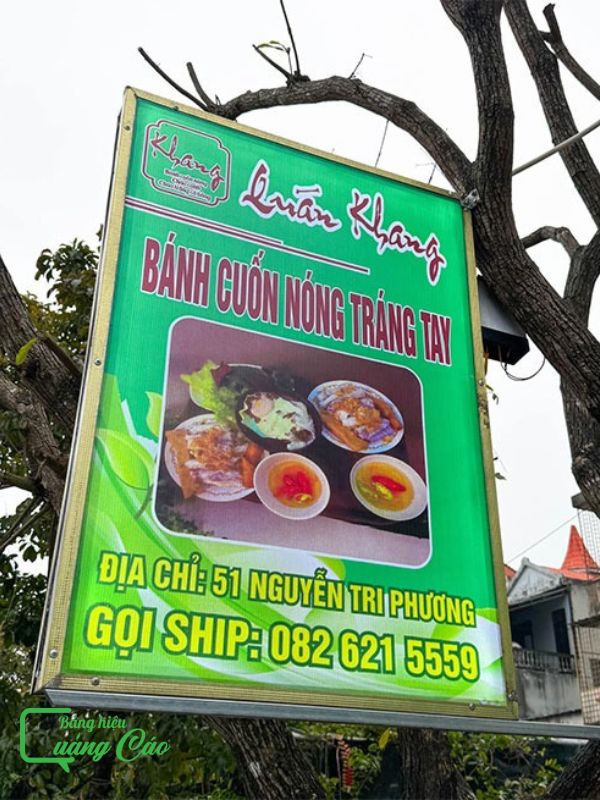 Khang
Quán Khang
BÁNH CUỐN NÓNG TRÁNG TAY
ĐỊA CHỈ: 51 NGUYỄN TRI PHƯƠNG
GỌI SHIP: 082 621 5559
Bảng hiệu
Quảng Cáo